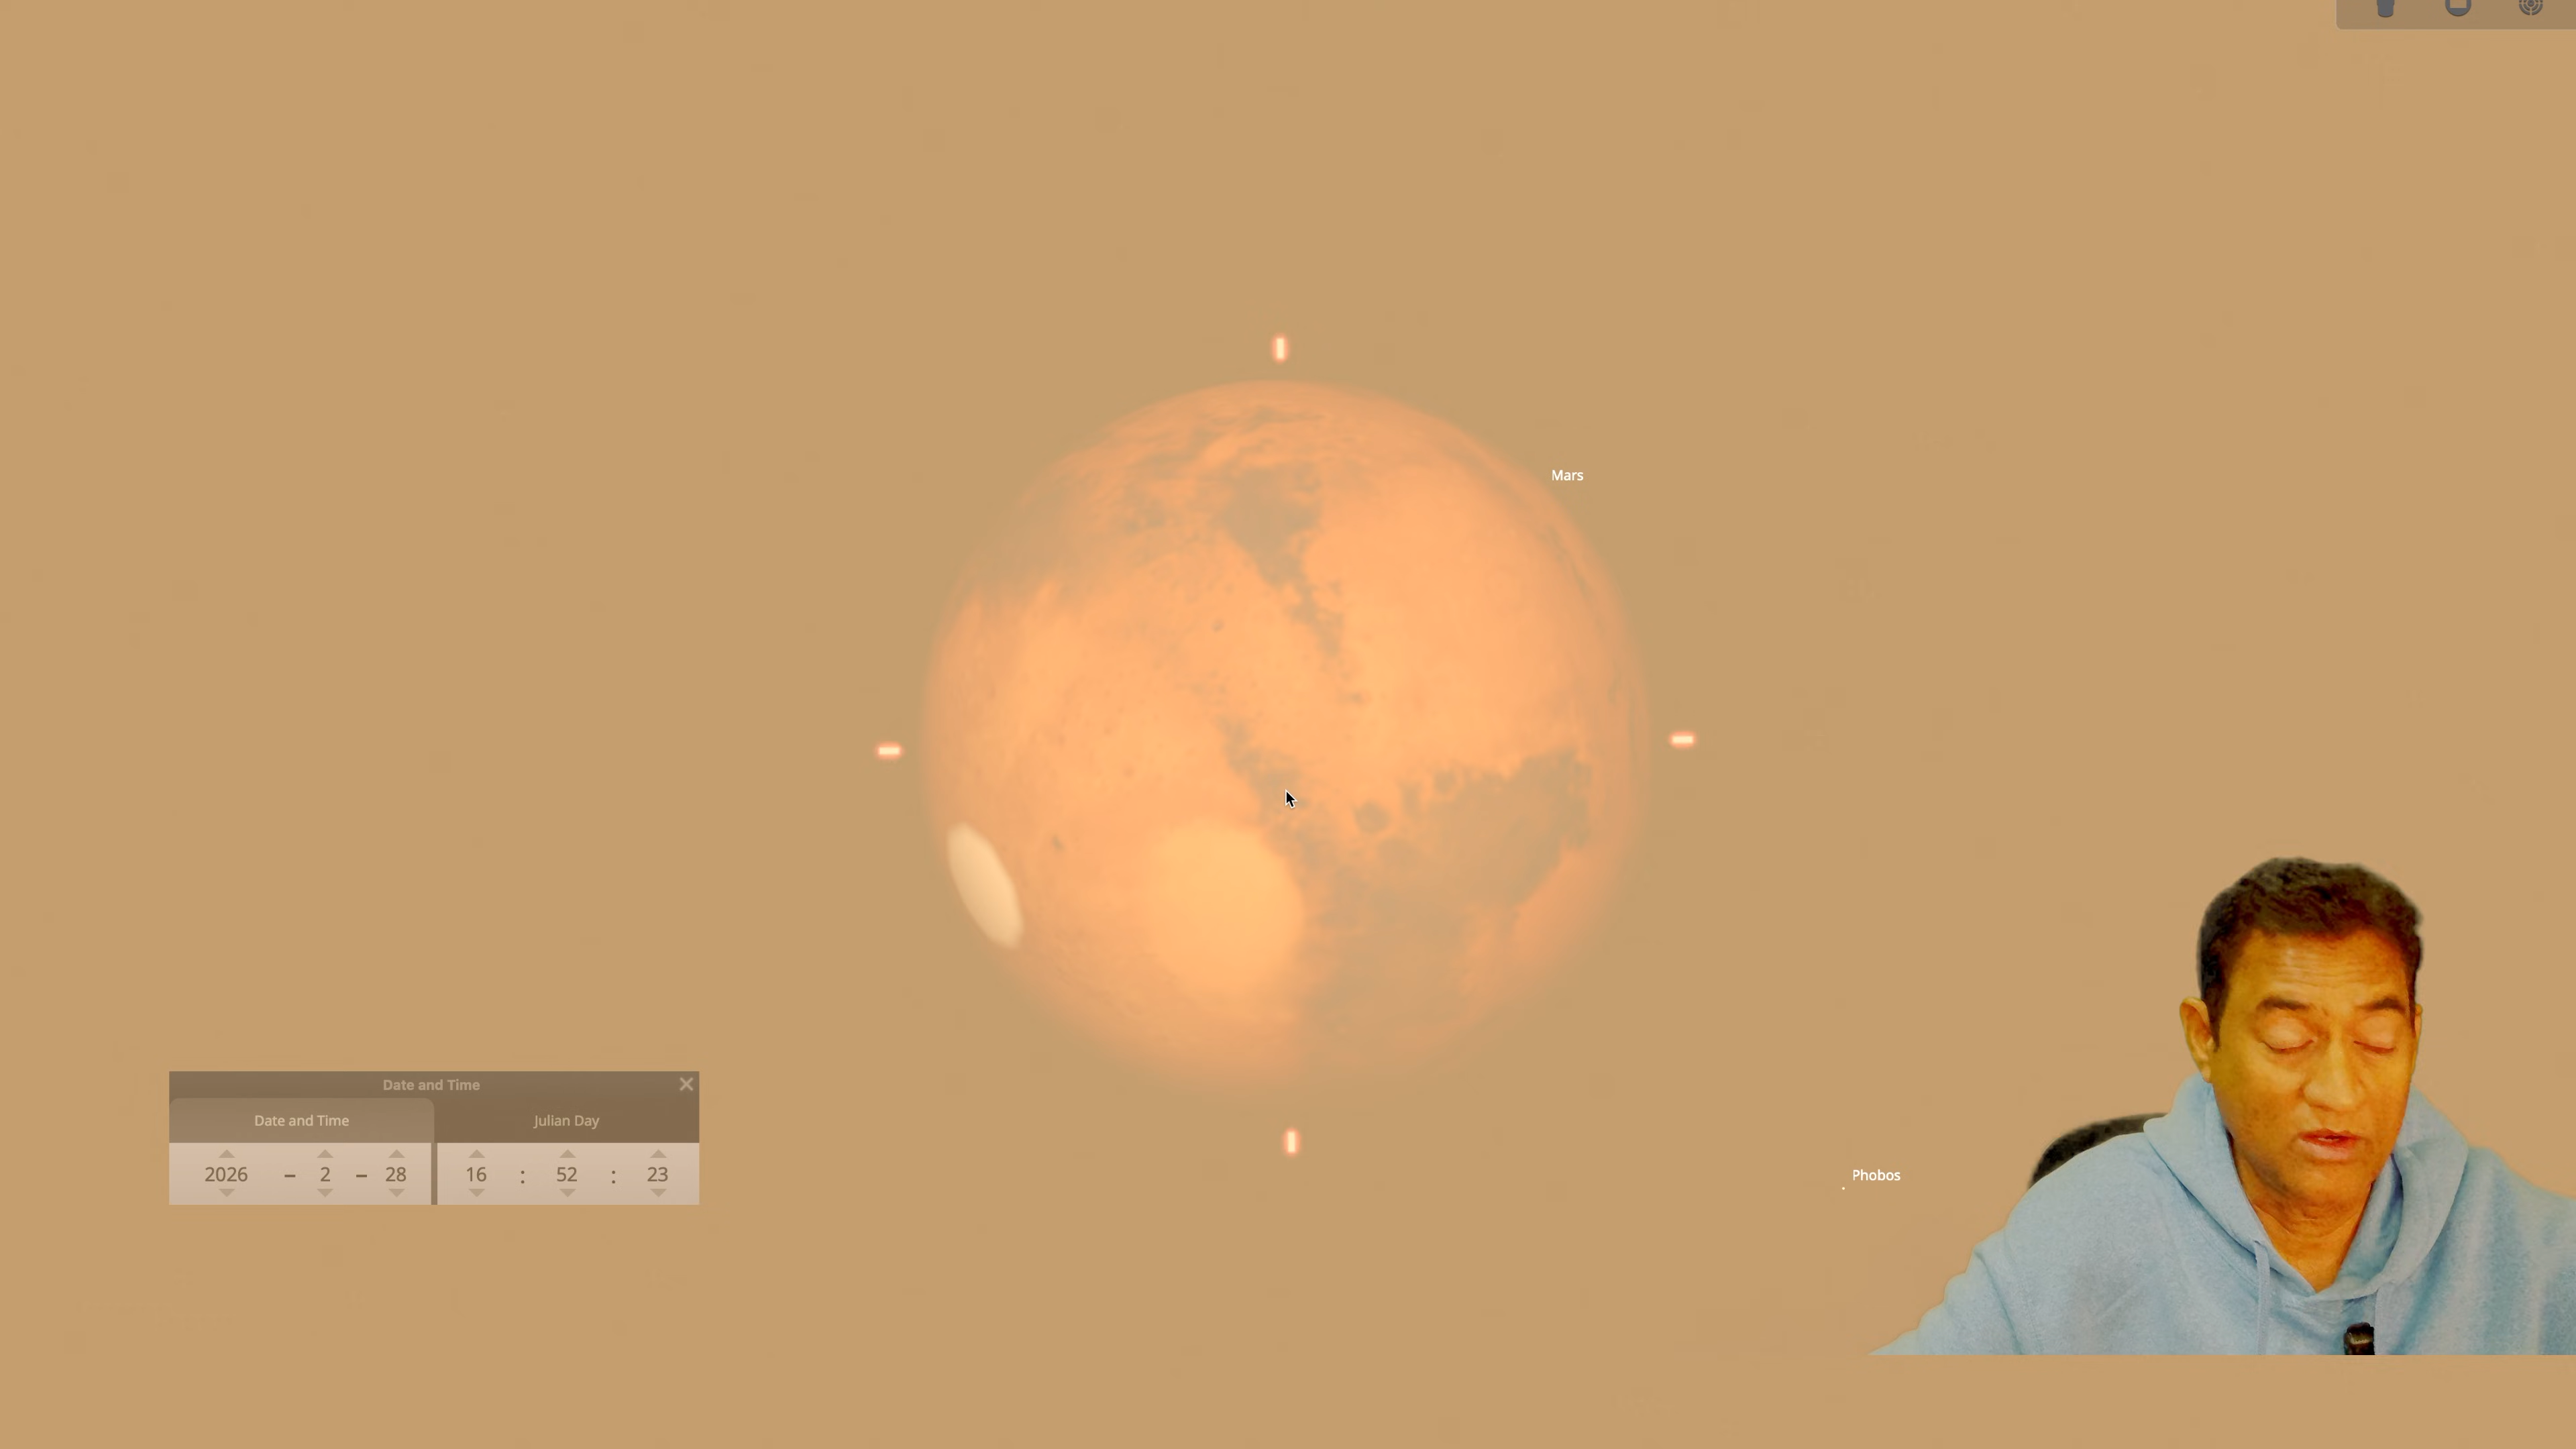 Mars
Date and Time
Date and Time Julian Day
2026 – 2 – 28 16 : 52 : 23
Phobos